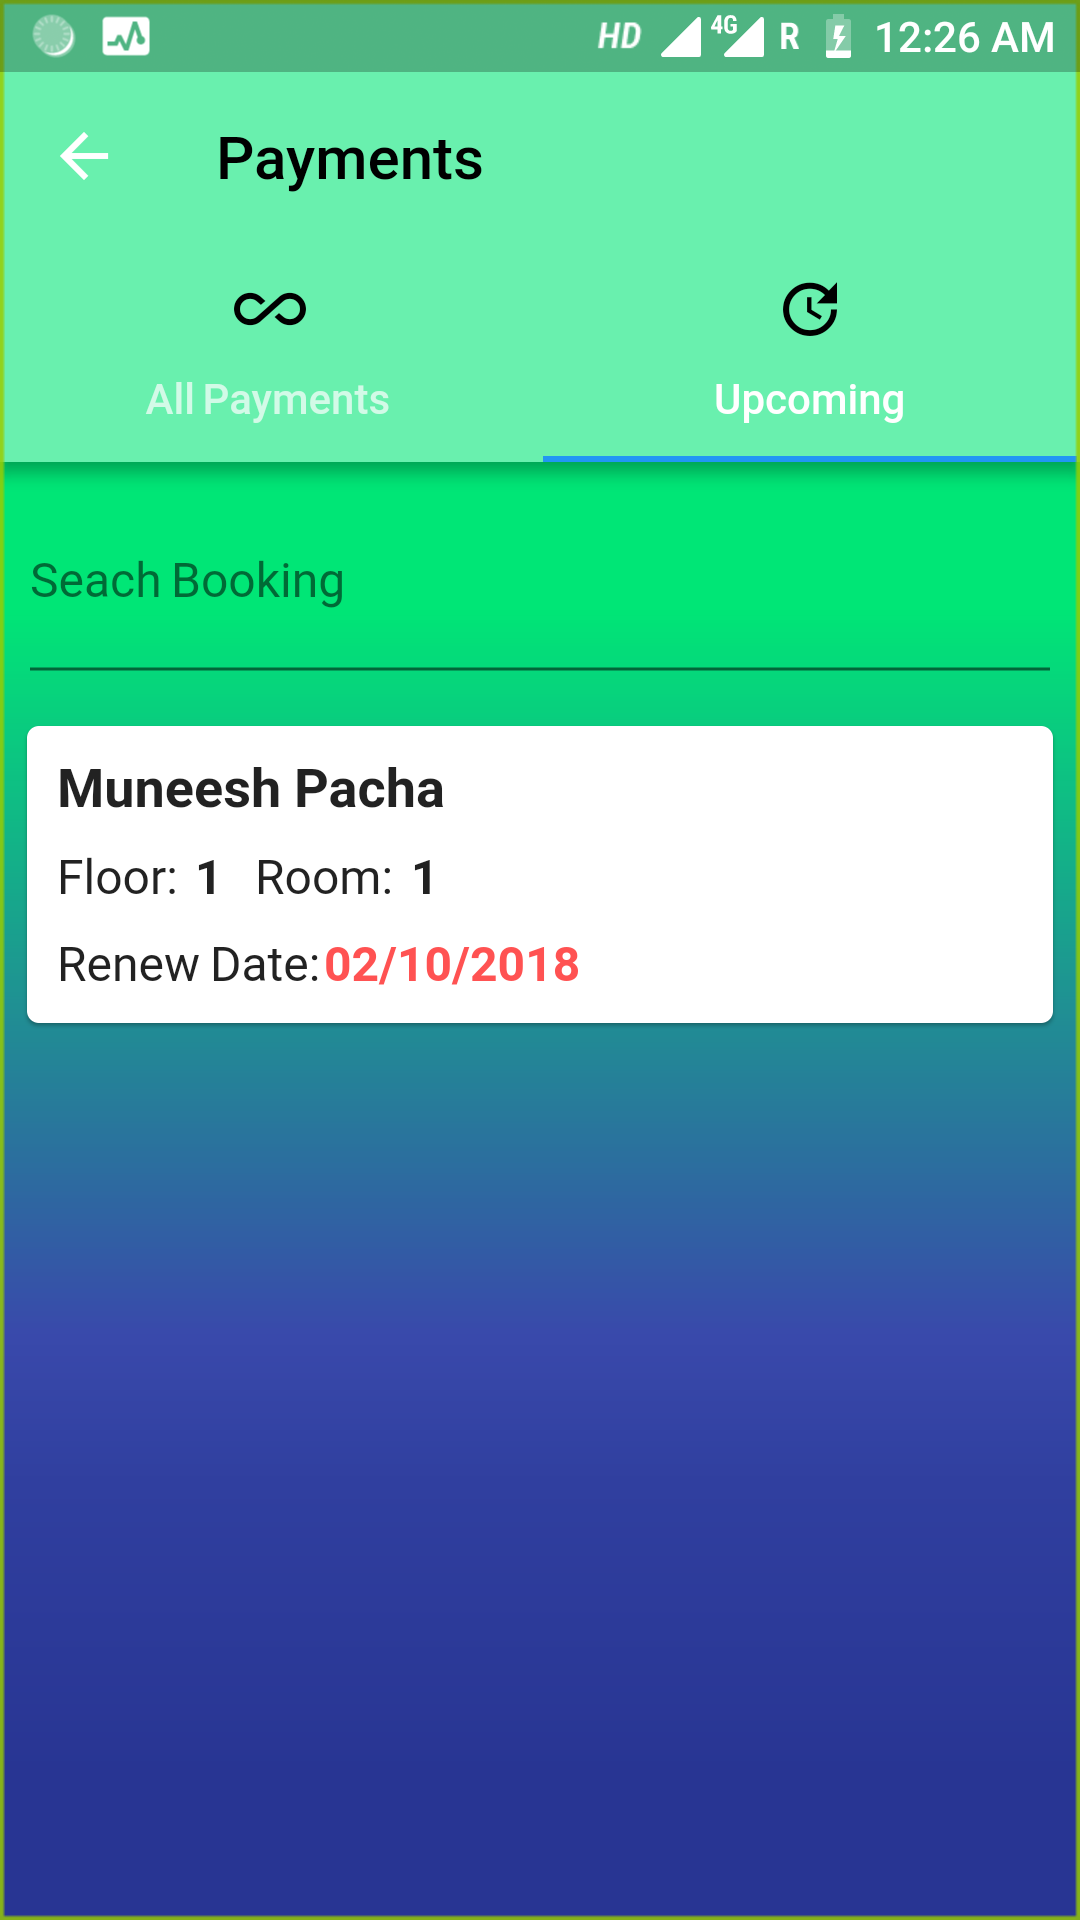 HD 4G R 12:26 AM
Payments
All Payments Upcoming
Seach Booking
Muneesh Pacha
Floor: 1 Room: 1
Renew Date:02/10/2018